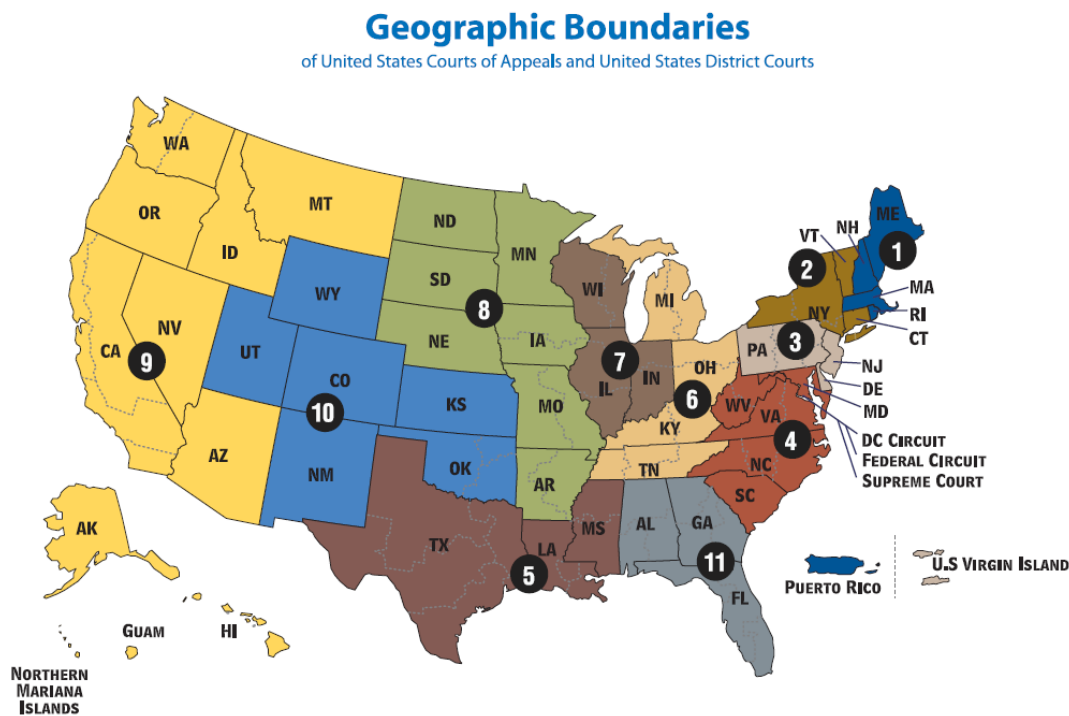 Geographic Boundaries
of United States Courts of Appeals and United States District Courts
WA
MT
OR
ID
ND
MN
ME
VT
NH
1
2
WY
SD
8
WI
MI
MA
NY
RI
CT
NV
CA
9
UT
NE
IA
7
PA
3
NJ
CO
10
IL
IN
OH
DE
KS
MO
6
WV
VA
MD
KY
4
DC CIRCUIT
FEDERAL CIRCUIT
SUPREME COURT
AZ
NM
OK
TN
NC
AR
SC
AK
TX
LA
MS
AL
GA
5
11
FL
PUERTO RICO
U.S VIRGIN ISLAND
GUAM
HI
NORTHERN
MARIANA
ISLANDS